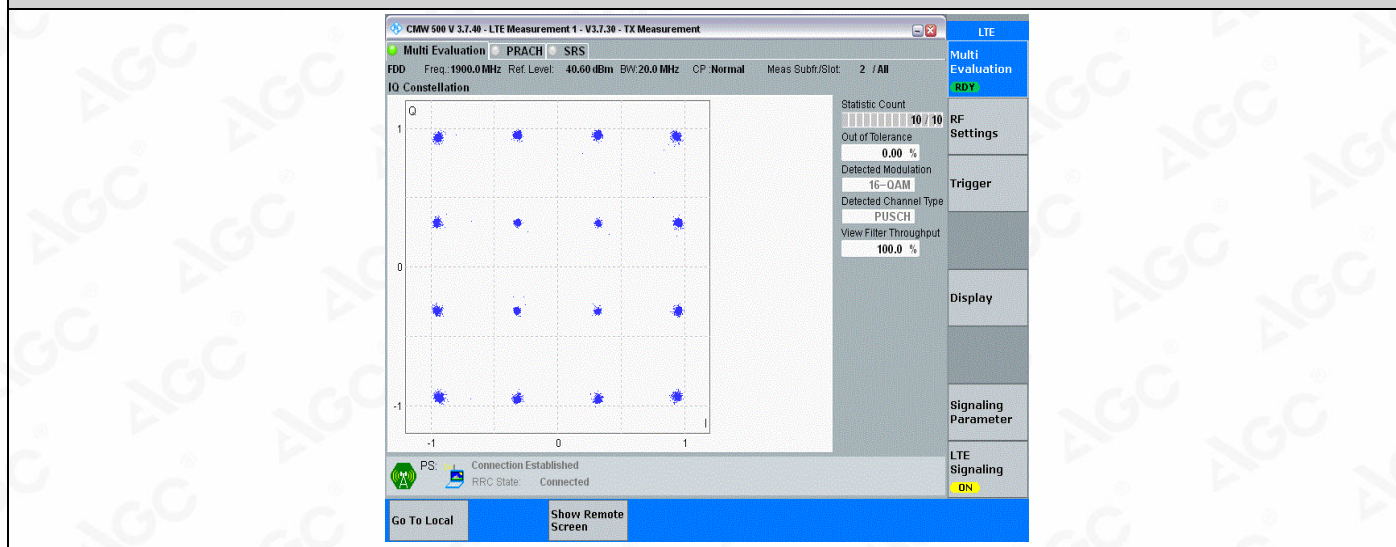 CMW 500 V 3.7.40 - LTE Measurement 1 - V3.7.30 - TX Measurement
LTE
Multi Evaluation PRACH SRS
FDD Freq.:1900.0 MHz Ref. Level: 40.60 dBm BW:20.0 MHz CP :Normal Meas Subfr./Slot: 2 / All
IQ Constellation
Q
1
0
-1
-1 0 1
I
Statistic Count
10 / 10
Out of Tolerance
0.00 %
Detected Modulation
16-QAM
Detected Channel Type
PUSCH
View Filter Throughput
100.0 %
Multi
Evaluation
RDY
RF
Settings
Trigger
Display
Signaling
Parameter
LTE
Signaling
ON
PS: Connection Established
RRC State: Connected
Go To Local
Show Remote
Screen
AGC